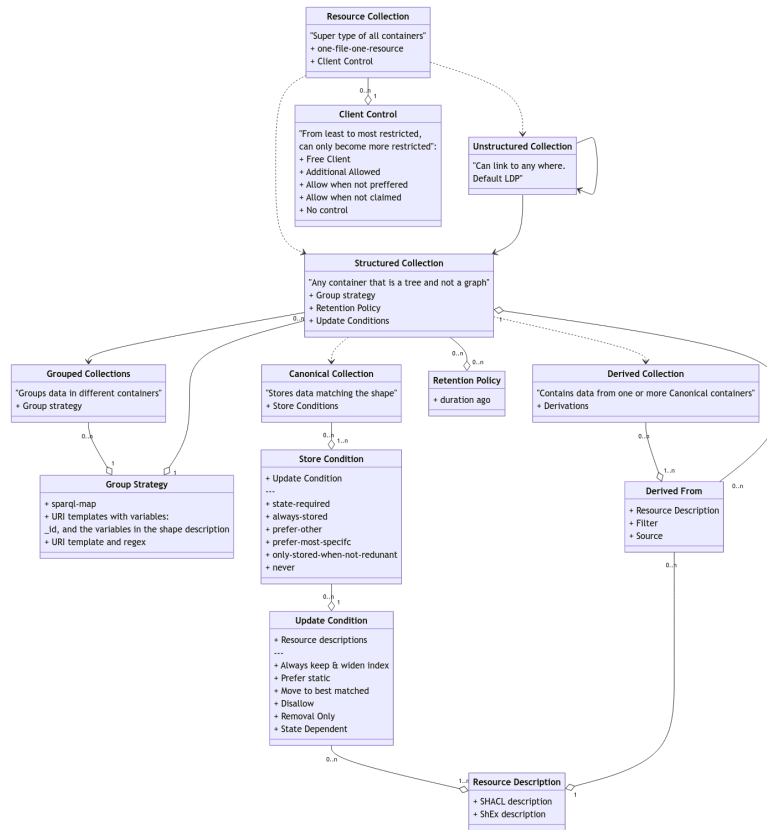 Resource Collection
"Super type of all containers"
+ one-file-one-resource
+ Client Control
0..n
1
Client Control
"From least to most restricted,
can only become more restricted":
+ Free Client
+ Additional Allowed
+ Allow when not preffered
+ Allow when not claimed
+ No control
Unstructured Collection
"Can link to any where.
Default LDP"
Structured Collection
"Any container that is a tree and not a graph"
+ Group strategy
+ Retention Policy
+ Update Conditions
0..n
1
0..n
0..n
Grouped Collections
"Groups data in different containers"
+ Group strategy
0..n
1
1
Canonical Collection
"Stores data matching the shape"
+ Store Conditions
0..n
1..n
Retention Policy
+ duration ago
Derived Collection
"Contains data from one or more Canonical containers"
+ Derivations
0..n
1..n
0..n
Group Strategy
+ sparql-map
+ URI templates with variables:
_id, and the variables in the shape description
+ URI template and regex
Store Condition
+ Update Condition
---
+ state-required
+ always-stored
+ prefer-other
+ prefer-most-specifc
+ only-stored-when-not-redunant
+ never
0..n
1
Derived From
+ Resource Description
+ Filter
+ Source
0..n
Update Condition
+ Resource descriptions
---
+ Always keep & widen index
+ Prefer static
+ Move to best matched
+ Disallow
+ Removal Only
+ State Dependent
0..n
1..n
1
Resource Description
+ SHACL description
+ ShEx description